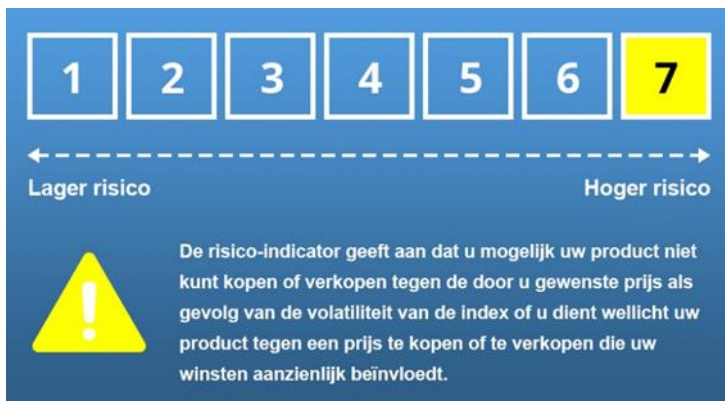 1 2 3 4 5 6 7
Lager risico Hoger risico
De risico-indicator geeft aan dat u mogelijk uw product niet
kunt kopen of verkopen tegen de door u gewenste prijs als
gevolg van de volatiliteit van de index of u dient wellicht uw
product tegen een prijs te kopen of te verkopen die uw
winsten aanzienlijk beïnvloedt.